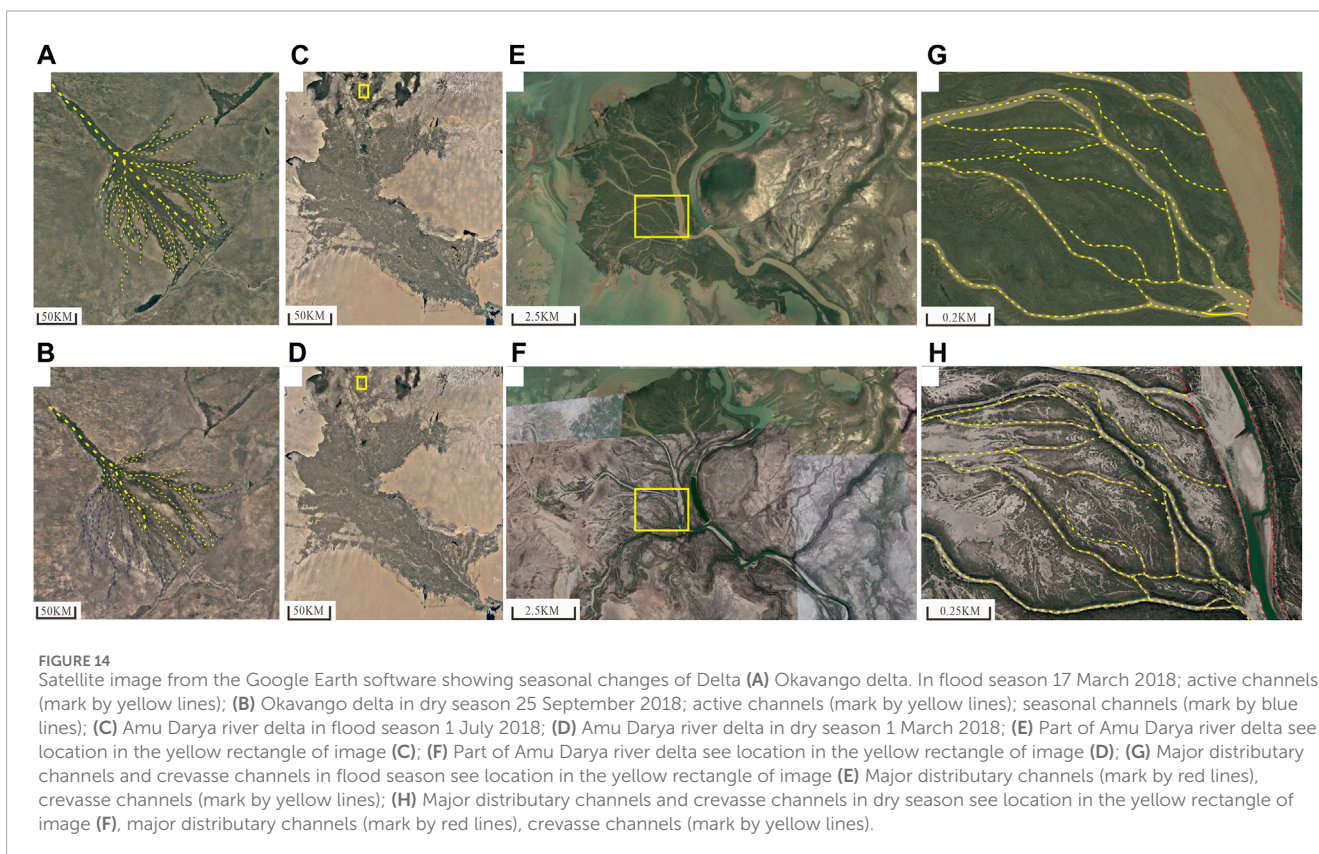 A
C
E
G
50KM
50KM
2.5KM
0.2KM
B
D
F
H
50KM
50KM
2.5KM
0.25KM
FIGURE 14
Satellite image from the Google Earth software showing seasonal changes of Delta (A) Okavango delta. In flood season 17 March 2018; active channels
(mark by yellow lines); (B) Okavango delta in dry season 25 September 2018; active channels (mark by yellow lines); seasonal channels (mark by blue
lines); (C) Amu Darya river delta in flood season 1 July 2018; (D) Amu Darya river delta in dry season 1 March 2018; (E) Part of Amu Darya river delta see
location in the yellow rectangle of image (C); (F) Part of Amu Darya river delta see location in the yellow rectangle of image (D); (G) Major distributary
channels and crevasse channels in flood season see location in the yellow rectangle of image (E) Major distributary channels (mark by red lines),
crevasse channels (mark by yellow lines); (H) Major distributary channels and crevasse channels in dry season see location in the yellow rectangle of
image (F), major distributary channels (mark by red lines), crevasse channels (mark by yellow lines).